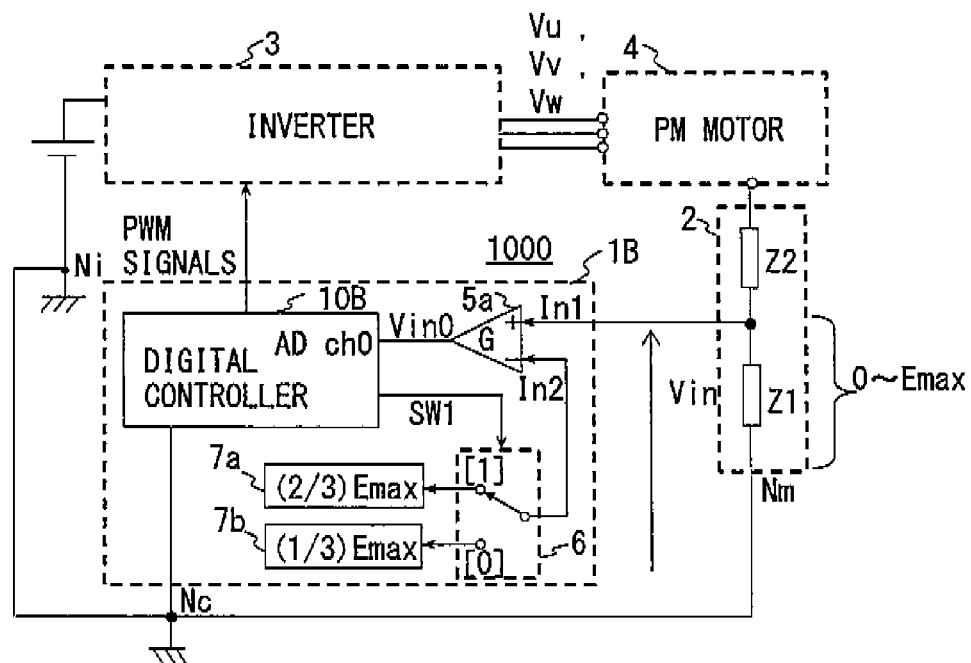 Vu ,
Vv ,
Vw
3
4
INVERTER
PM MOTOR
2
Z2
PWM
SIGNALS
Ni
1000
1B
10B
5a
In1
Vin0
AD ch0
G
+
−
DIGITAL
CONTROLLER
In2
Vin
Z1
0～Emax
SW1
7a
(2/3)Emax
[1]
Nm
7b
(1/3)Emax
[0]
6
Nc